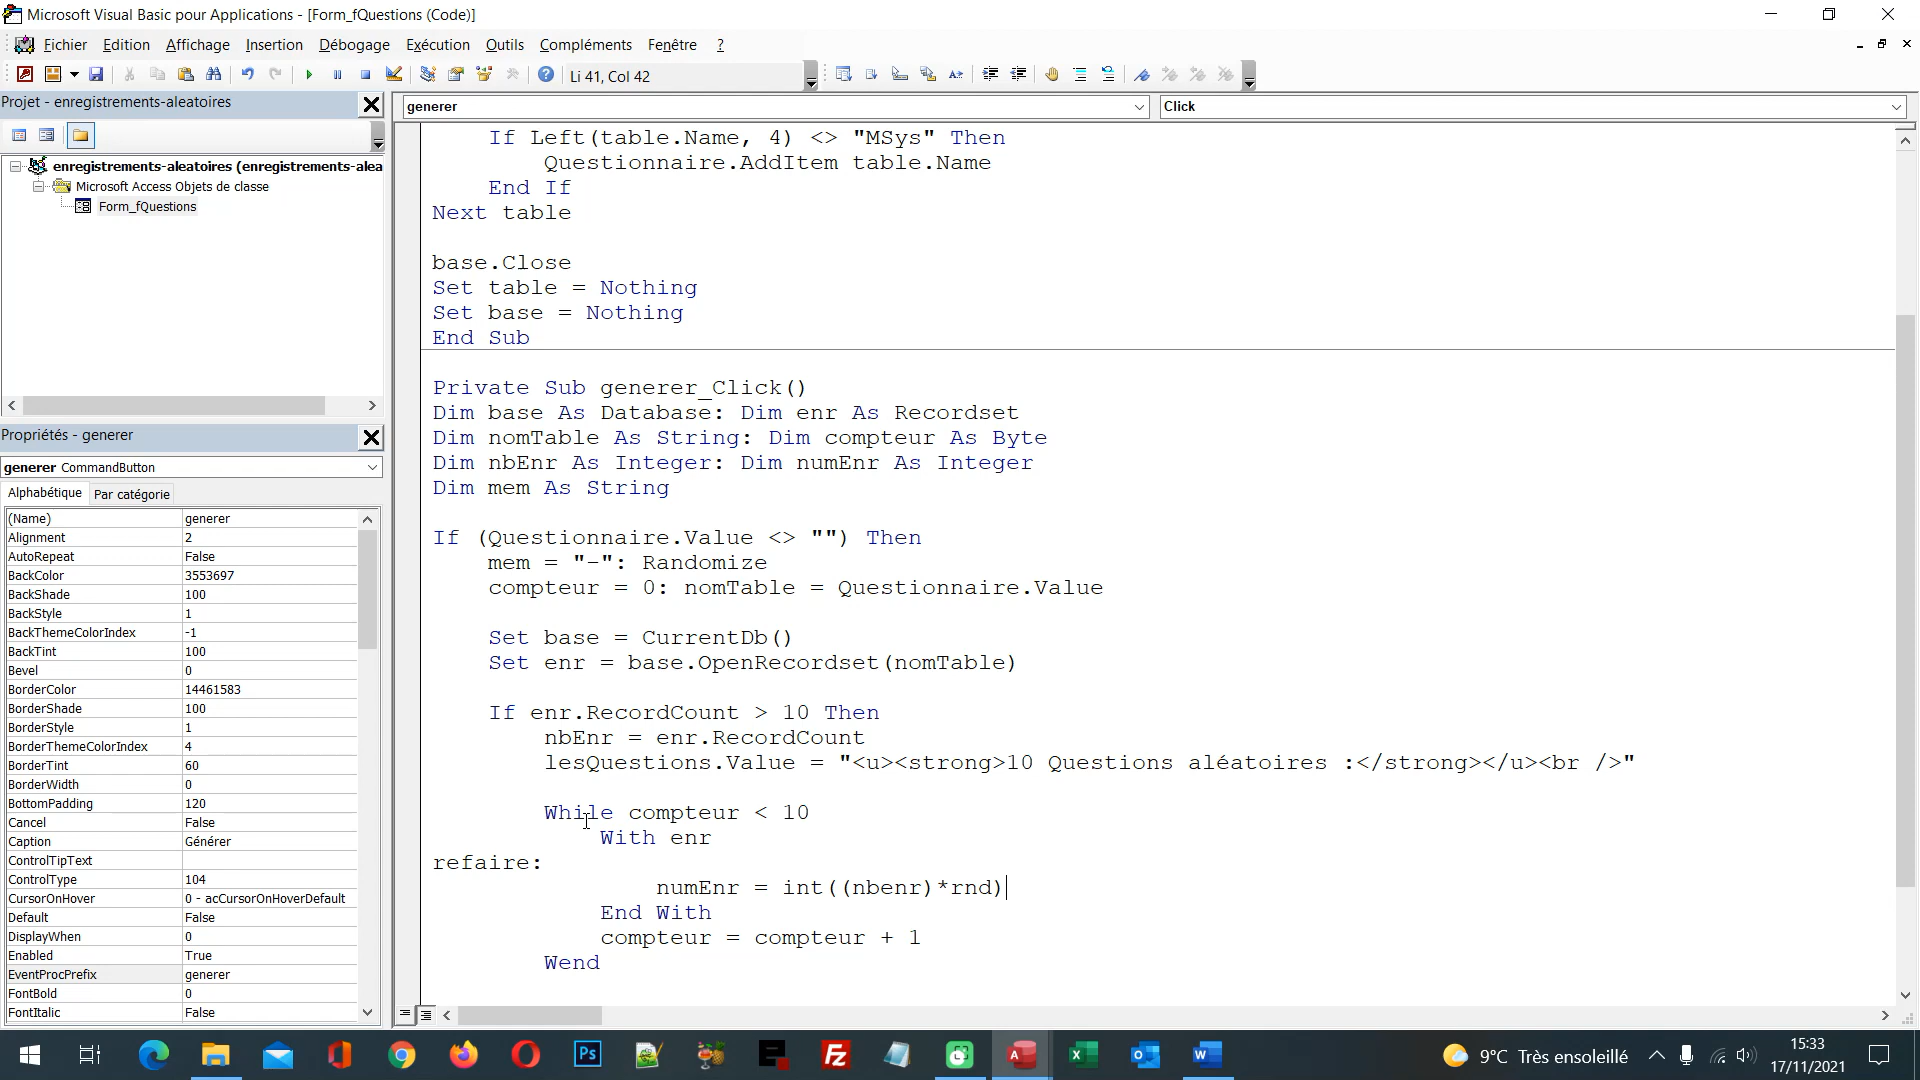 Microsoft Visual Basic pour Applications - [Form_fQuestions (Code)]
Fichier Edition Affichage Insertion Débogage Exécution Outils Compléments Fenêtre ?
Li 41, Col 42
Projet - enregistrements-aleatoires
enregistrements-aleatoires (enregistrements-alea
Microsoft Access Objets de classe
Form_fQuestions
Propriétés - generer
generer CommandButton
Alphabétique Par catégorie
(Name) generer
Alignment 2
AutoRepeat False
BackColor 3553697
BackShade 100
BackStyle 1
BackThemeColorIndex -1
BackTint 100
Bevel 0
BorderColor 14461583
BorderShade 100
BorderStyle 1
BorderThemeColorIndex 4
BorderTint 60
BorderWidth 0
BottomPadding 120
Cancel False
Caption Générer
ControlTipText
ControlType 104
CursorOnHover 0 - acCursorOnHoverDefault
Default False
DisplayWhen 0
Enabled True
EventProcPrefix generer
FontBold 0
FontItalic False
generer Click
If Left(table.Name, 4) <> "MSys" Then
Questionnaire.AddItem table.Name
End If
Next table
base.Close
Set table = Nothing
Set base = Nothing
End Sub
Private Sub generer_Click()
Dim base As Database: Dim enr As Recordset
Dim nomTable As String: Dim compteur As Byte
Dim nbEnr As Integer: Dim numEnr As Integer
Dim mem As String
If (Questionnaire.Value <> "") Then
mem = "-": Randomize
compteur = 0: nomTable = Questionnaire.Value
Set base = CurrentDb()
Set enr = base.OpenRecordset(nomTable)
If enr.RecordCount > 10 Then
nbEnr = enr.RecordCount
lesQuestions.Value = "<u><strong>10 Questions aléatoires :</strong></u><br />"
While compteur < 10
With enr
refaire:
numEnr = int((nbenr)*rnd)
End With
compteur = compteur + 1
Wend
9°C Très ensoleillé
15:33
17/11/2021